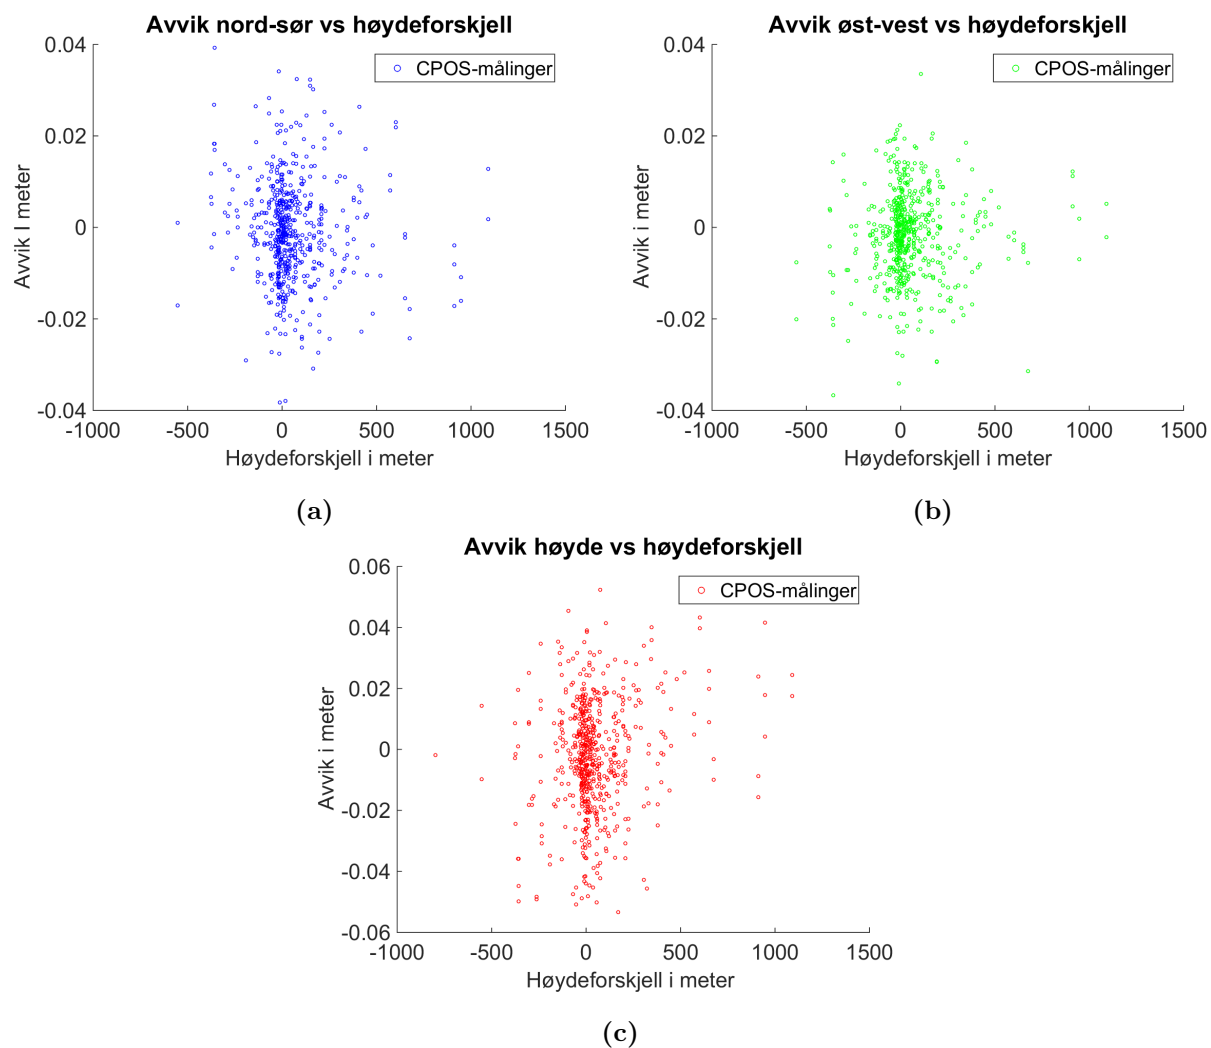 Avvik nord-sør vs høydeforskjell
0.04
0.02
0
-0.02
-0.04
Avvik I meter
CPOS-målinger
-1000 -500 0 500 1000 1500
Høydeforskjell i meter
(a)
Avvik øst-vest vs høydeforskjell
0.04
0.02
0
-0.02
-0.04
Avvik i meter
CPOS-målinger
-1000 -500 0 500 1000 1500
Høydeforskjell i meter
(b)
Avvik høyde vs høydeforskjell
0.06
0.04
0.02
0
-0.02
-0.04
-0.06
Avvik i meter
CPOS-målinger
-1000 -500 0 500 1000 1500
Høydeforskjell i meter
(c)